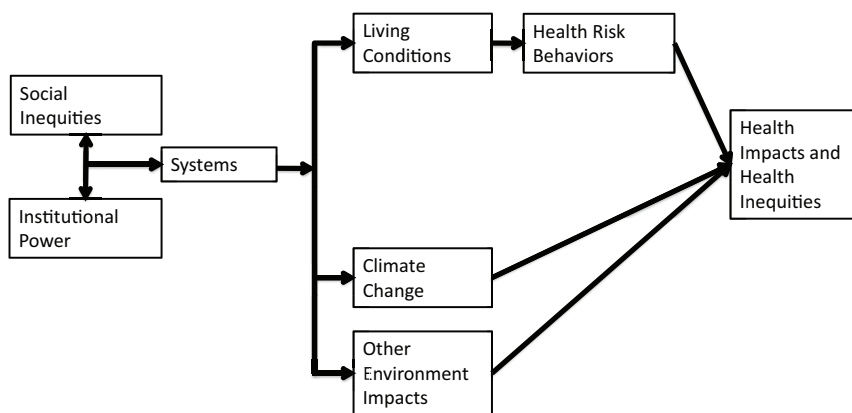 Social
Inequities
Institutional
Power
Systems
Living
Conditions
Health Risk
Behaviors
Climate
Change
Other
Environment
Impacts
Health
Impacts and
Health
Inequities